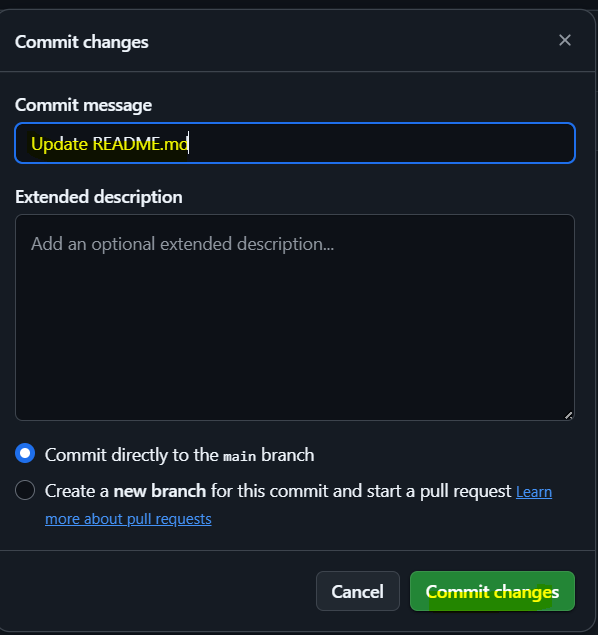 Commit changes
Commit message
Update README.md
Extended description
Add an optional extended description...
Commit directly to the main branch
Create a new branch for this commit and start a pull request Learn
more about pull requests
Cancel
Commit changes